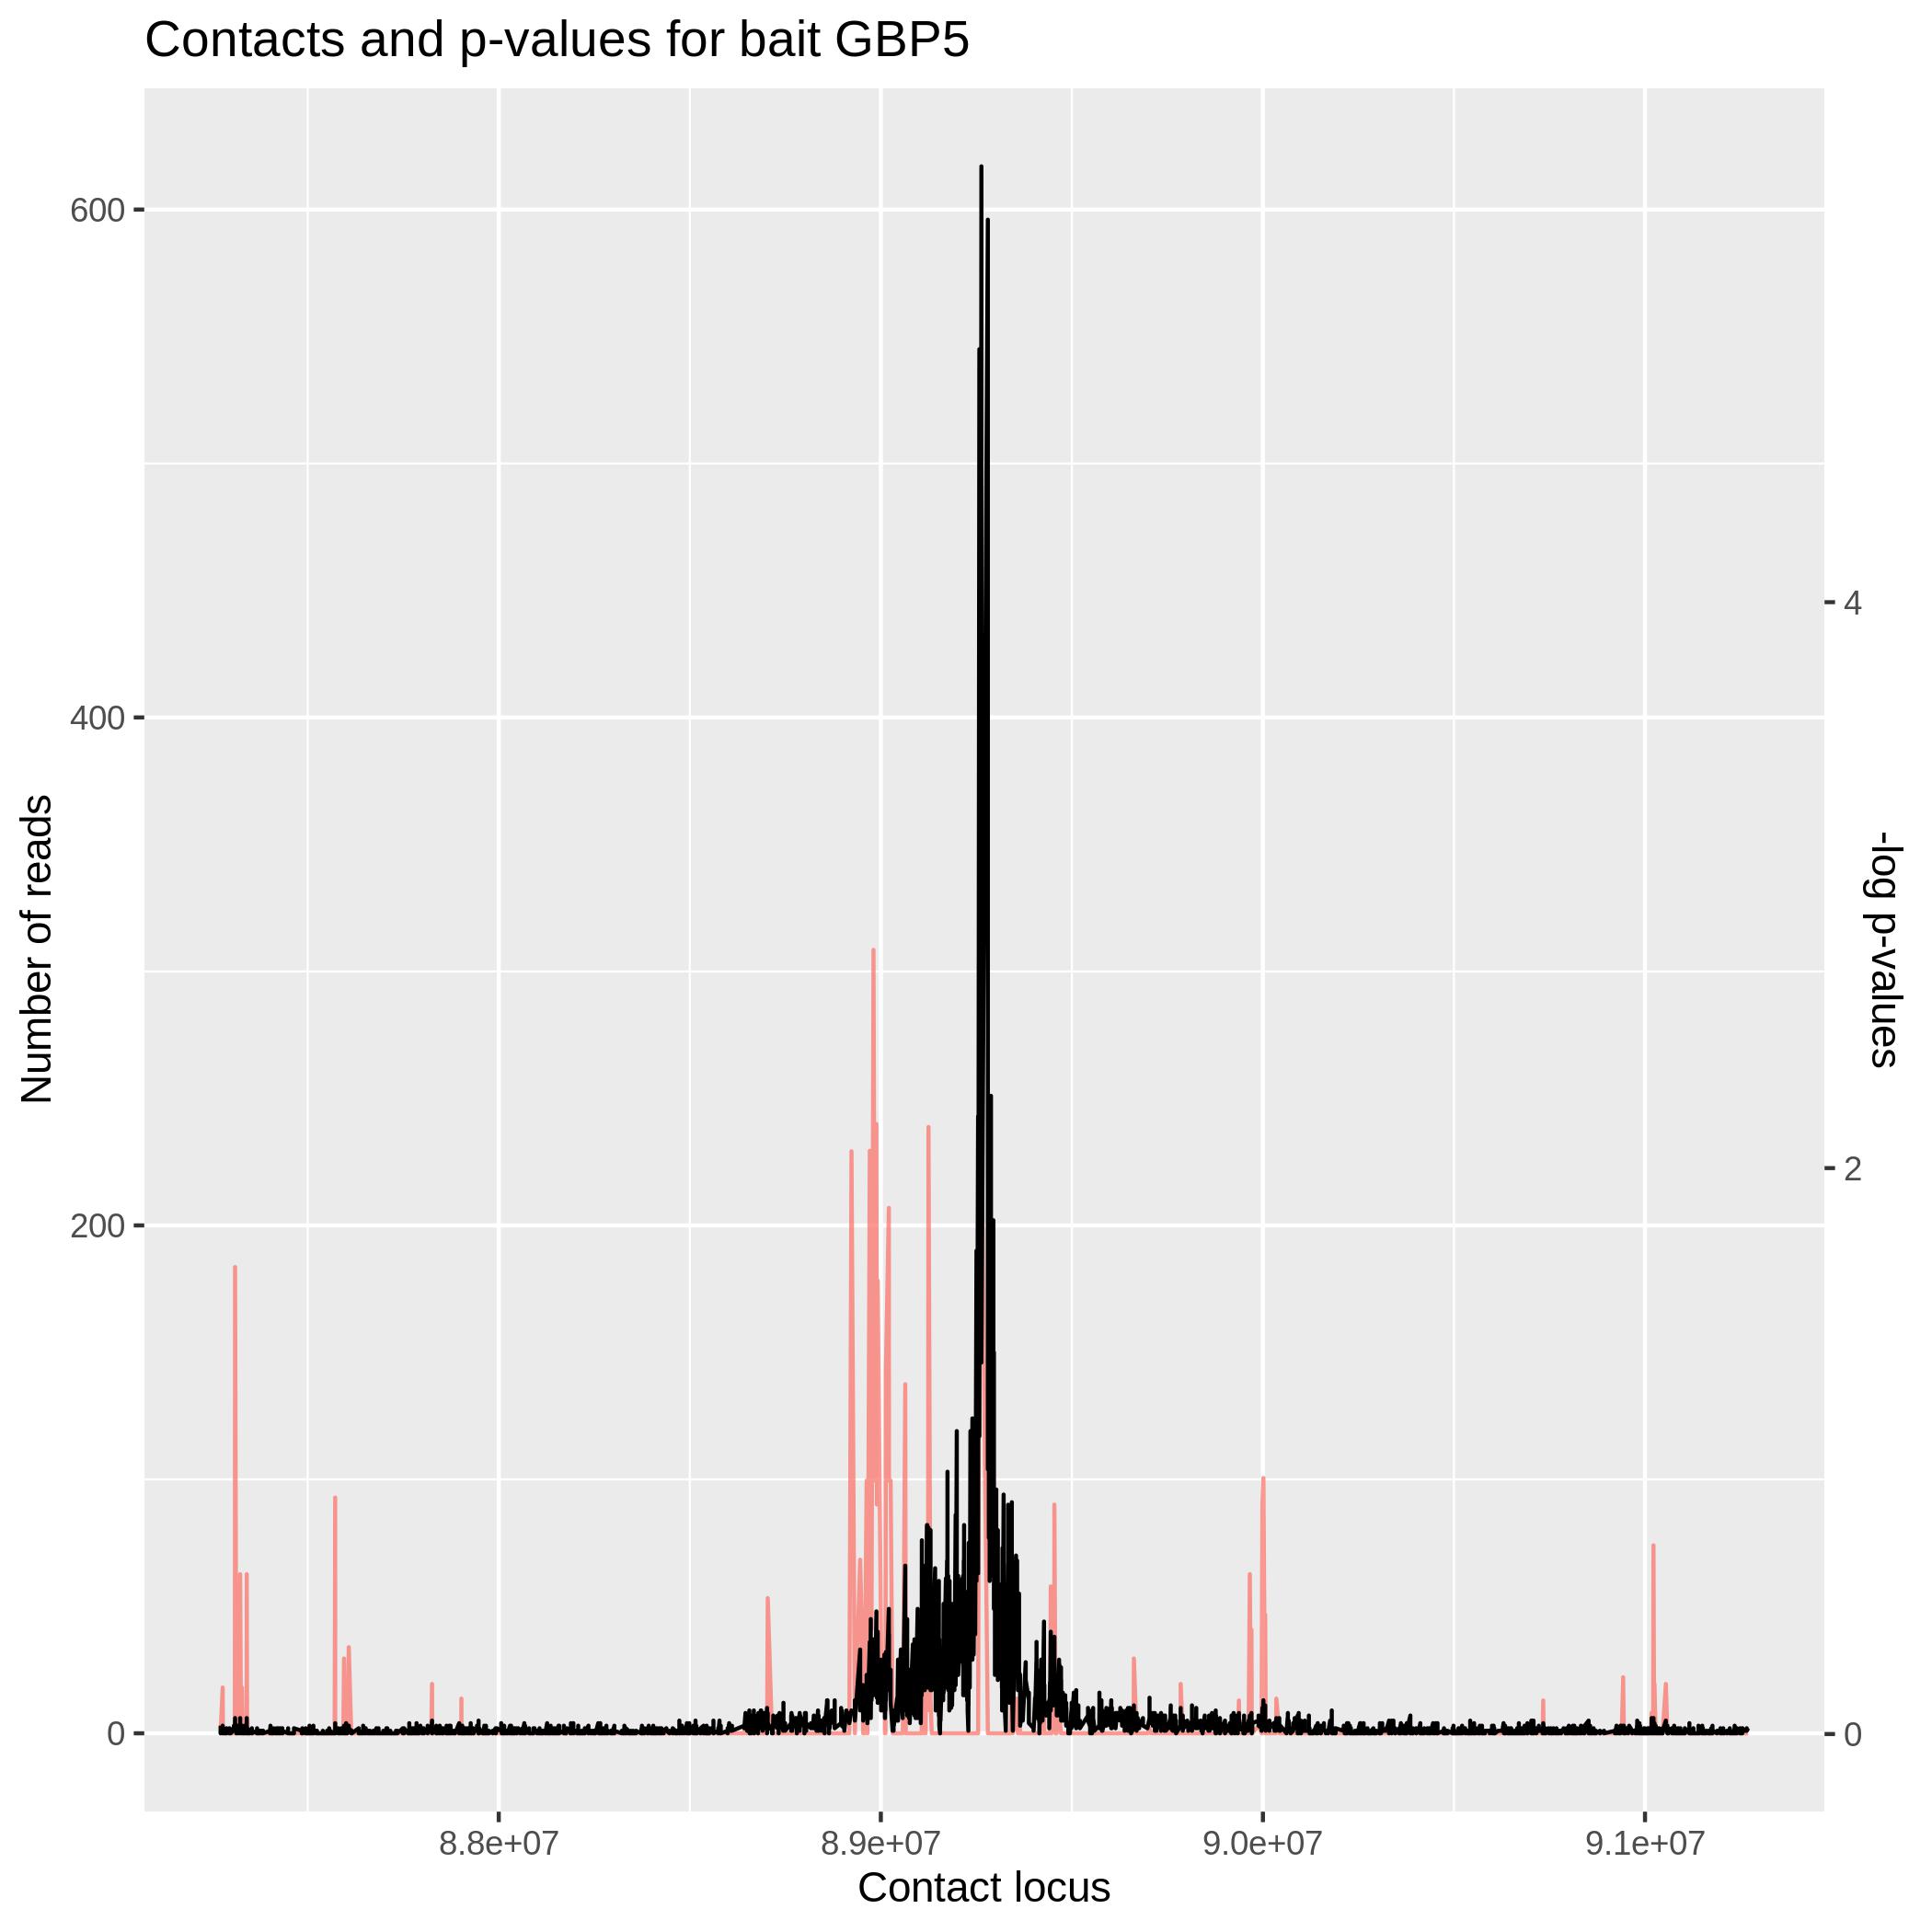 Contacts and p-values for bait GBP5
600
400
200
0
Number of reads
4
2
0
-log p-values
8.8e+07
8.9e+07
9.0e+07
9.1e+07
Contact locus